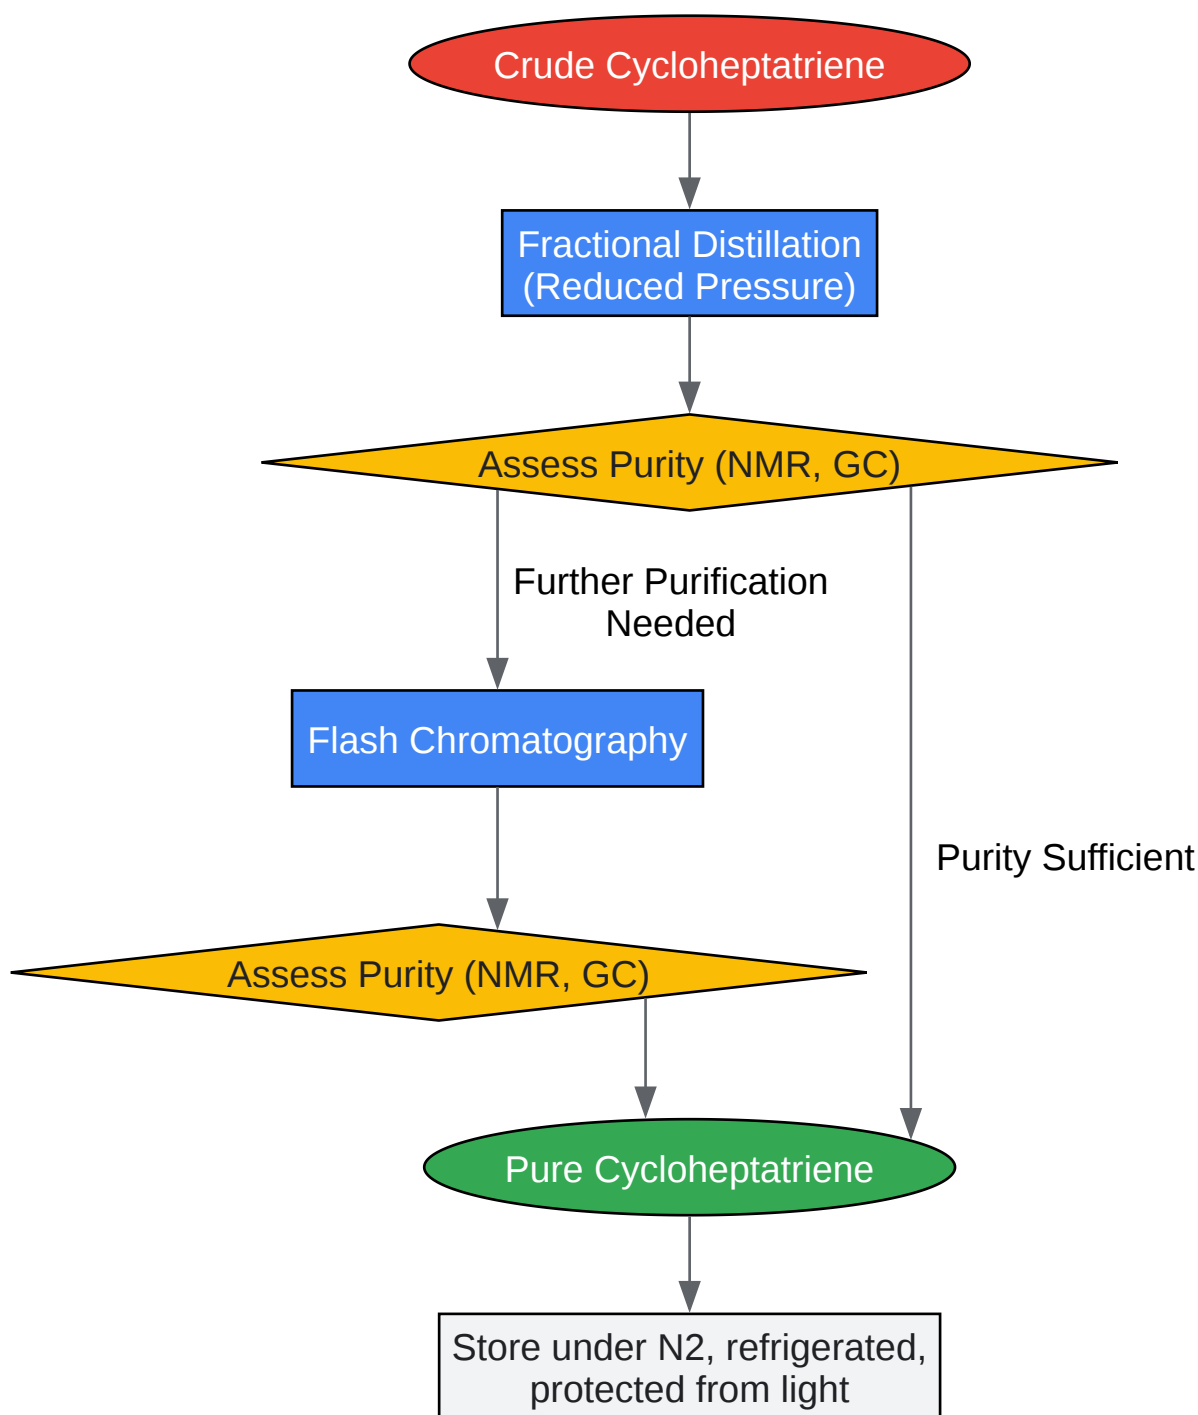 Crude Cycloheptatriene
Fractional Distillation
(Reduced Pressure)
Assess Purity (NMR, GC)
Further Purification
Needed
Flash Chromatography
Purity Sufficient
Assess Purity (NMR, GC)
Pure Cycloheptatriene
Store under N2, refrigerated,
protected from light